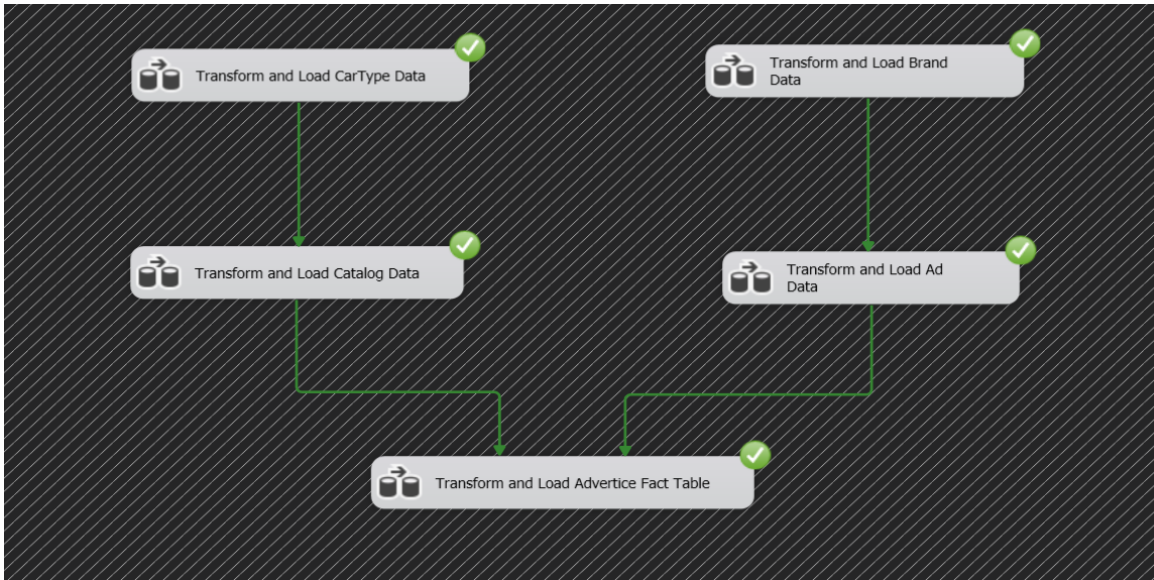 Transform and Load CarType Data
Transform and Load Brand
Data
Transform and Load Catalog Data
Transform and Load Ad
Data
Transform and Load Advertice Fact Table